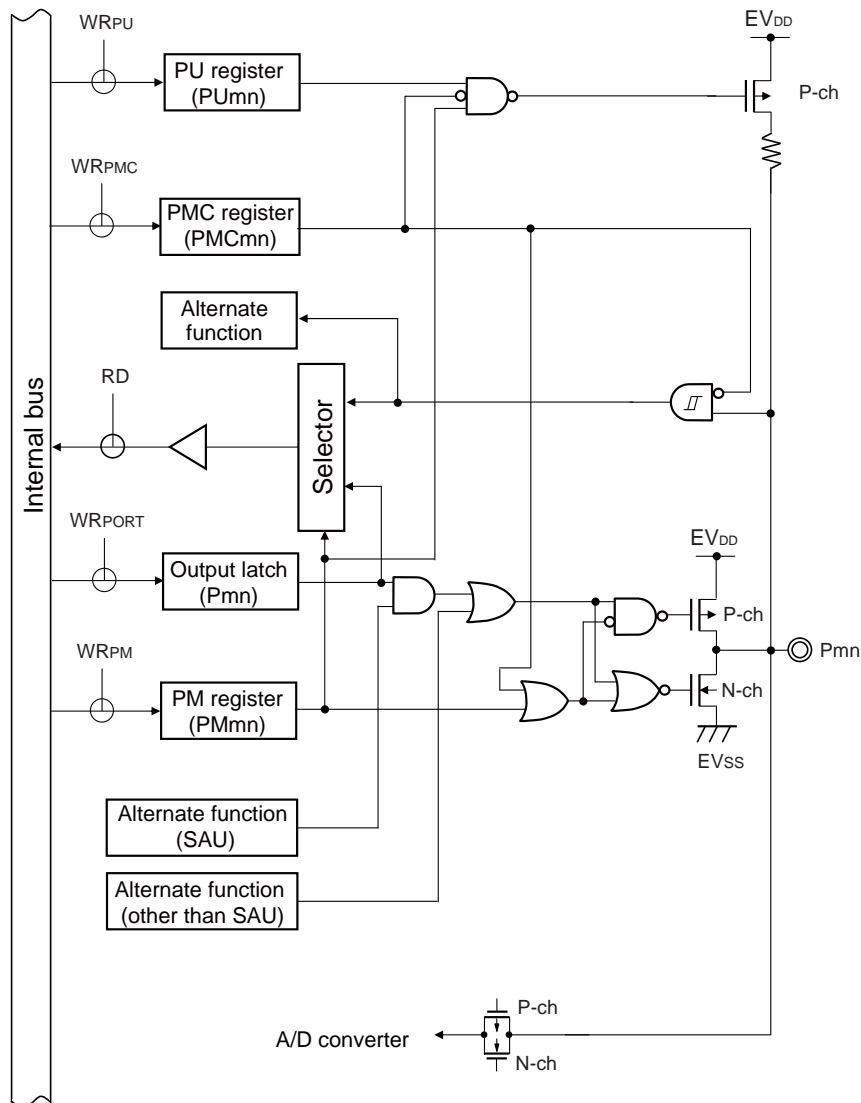 WRPU
PU register
(PUmn)
EVDD
P-ch
WRPMC
PMC register
(PMCmn)
Alternate
function
RD
Selector
Internal bus
WRPORT
Output latch
(Pmn)
EVDD
P-ch
Pmn
N-ch
EVSS
WRPM
PM register
(PMmn)
Alternate function
(SAU)
Alternate function
(other than SAU)
P-ch
A/D converter
N-ch